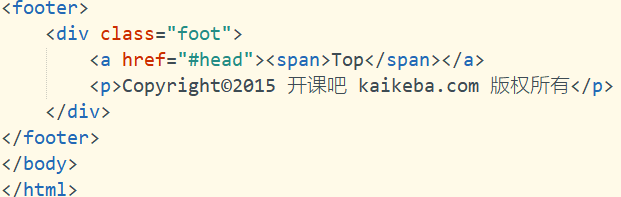 <footer>
    <div class="foot">
        <a href="#head"><span>Top</span></a>
        <p>Copyright©2015 开课吧 kaikeba.com 版权所有</p>
    </div>
</footer>
</body>
</html>